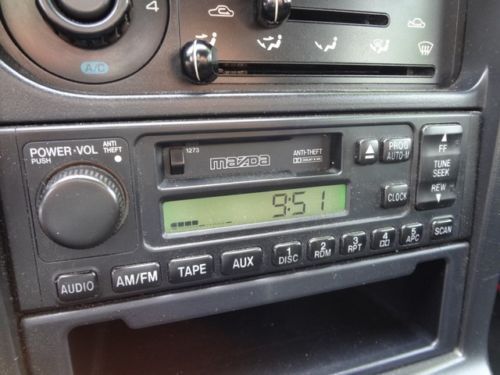 4
A/C
POWER·VOL
PUSH
ANTI THEFT
1273
mazda
ANTI-THEFT
DOLBY B NR
PROG
AUTO-M
FF
TUNE
SEEK
REW
9:51
CLOCK
AUDIO
AM/FM
TAPE
AUX
1
DISC
2
RDM
3
RPT
4
5
APC
SCAN